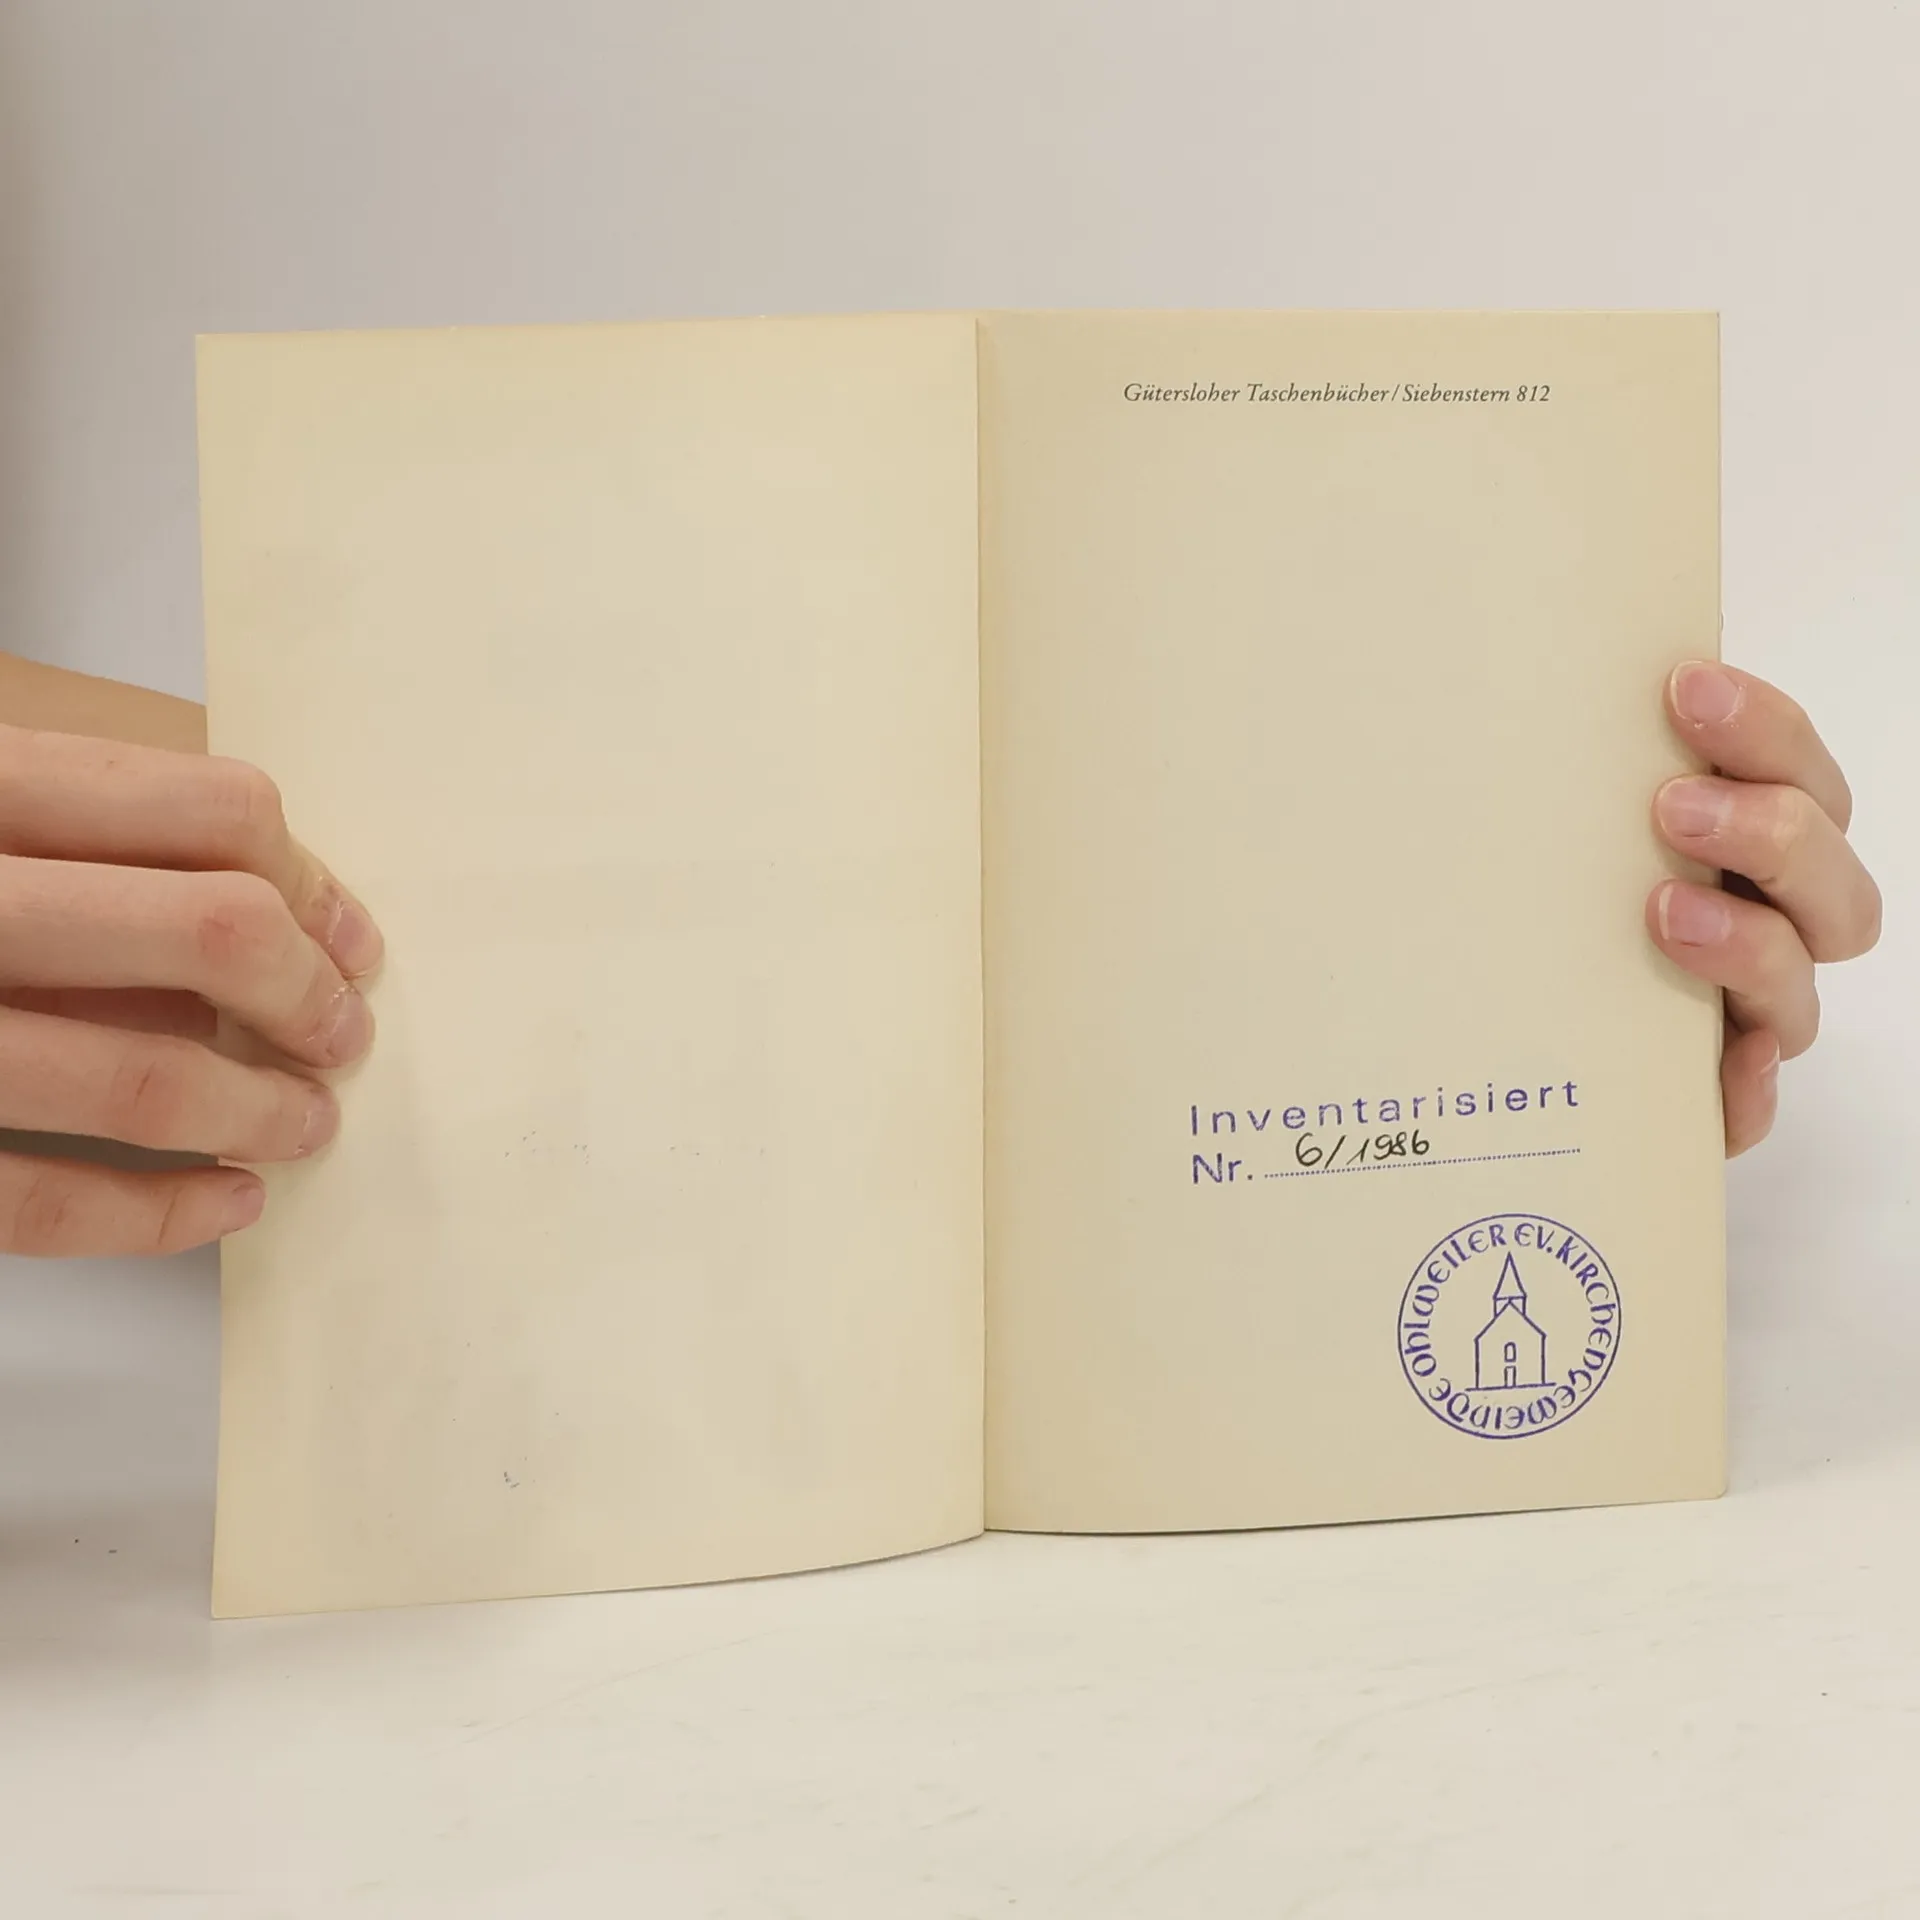 Gütersloher Taschenbücher/Siebenstern 812
Inventarisiert
Nr. 6/1986
OHLWEILER EV. KIRCHENGEMEINDE